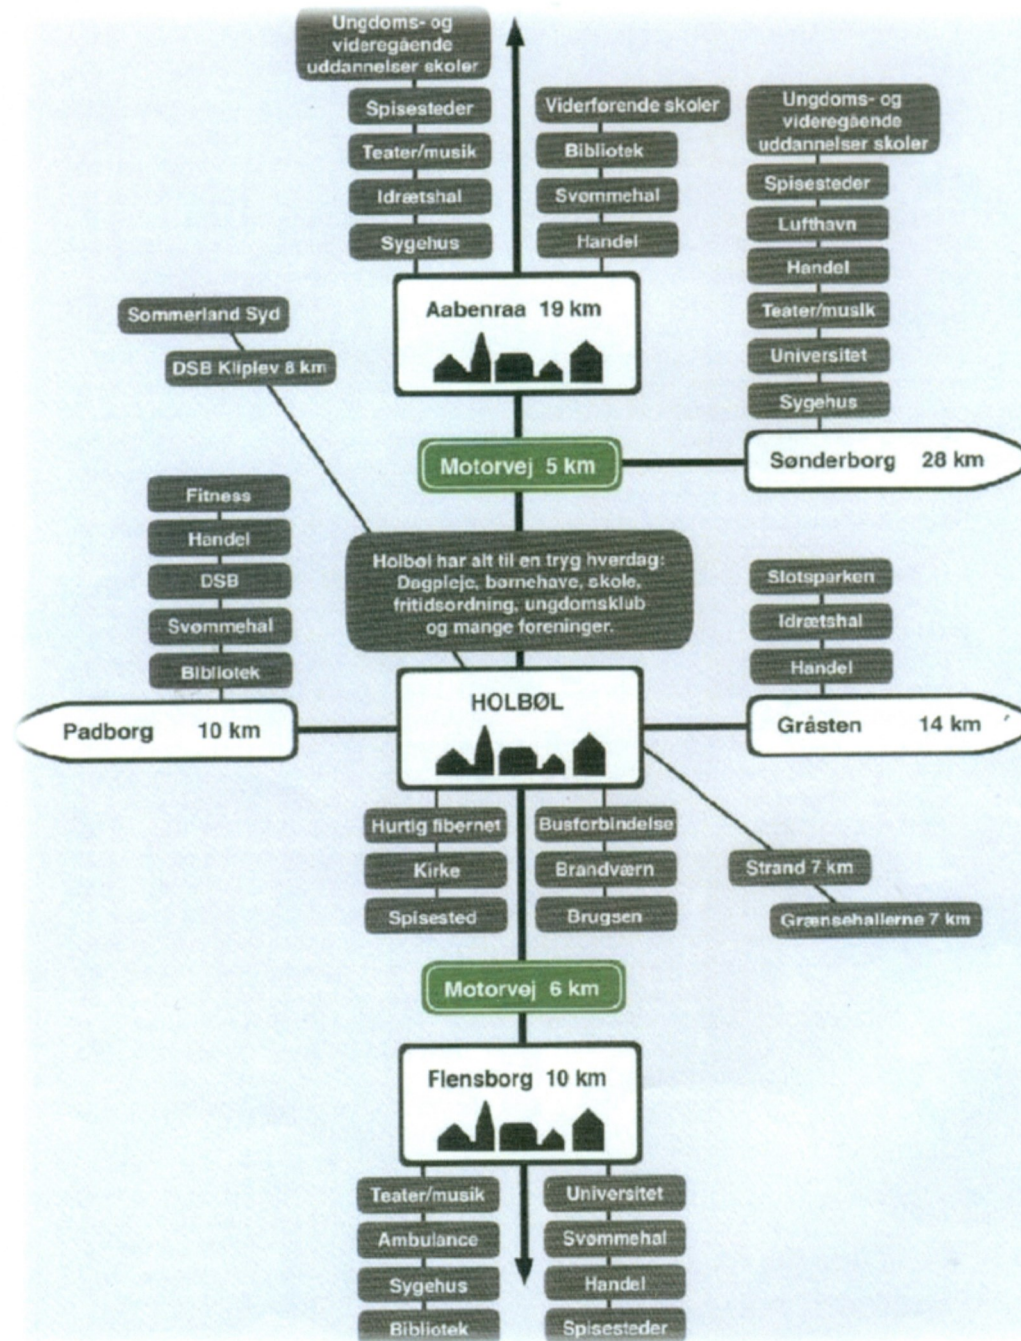 Ungdoms- og
videregående
uddannelser skoler
Spisesteder
Teater/musik
Idrætshal
Sygehus
Viderførende skoler
Bibliotek
Svømmehal
Handel
Aabenraa 19 km
Ungdoms- og
videregående
uddannelser skoler
Spisesteder
Lufthavn
Handel
Teater/musik
Universitet
Sygehus
Sønderborg 28 km
Sommerland Syd
DSB Kliplev 8 km
Motorvej 5 km
Fitness
Handel
DSB
Svømmehal
Bibliotek
Padborg 10 km
Holbøl har alt til en tryg hverdag:
Dagpleje, børnehave, skole,
fritidsordning, ungdomsklub
og mange foreninger.
HOLBØL
Slotsparken
Idrætshal
Handel
Gråsten 14 km
Hurtig fibernet
Kirke
Spisested
Busforbindelse
Brandværn
Brugsen
Strand 7 km
Grænsehallerne 7 km
Motorvej 6 km
Flensborg 10 km
Teater/musik
Ambulance
Sygehus
Bibliotek
Universitet
Svømmehal
Handel
Spisesteder